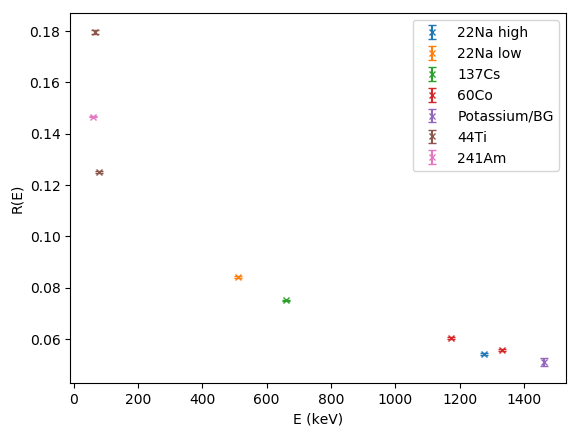 0.18
0.16
0.14
0.12
0.10
0.08
0.06
R(E)
22Na high
22Na low
137Cs
60Co
Potassium/BG
44Ti
241Am
0 200 400 600 800 1000 1200 1400
E (keV)